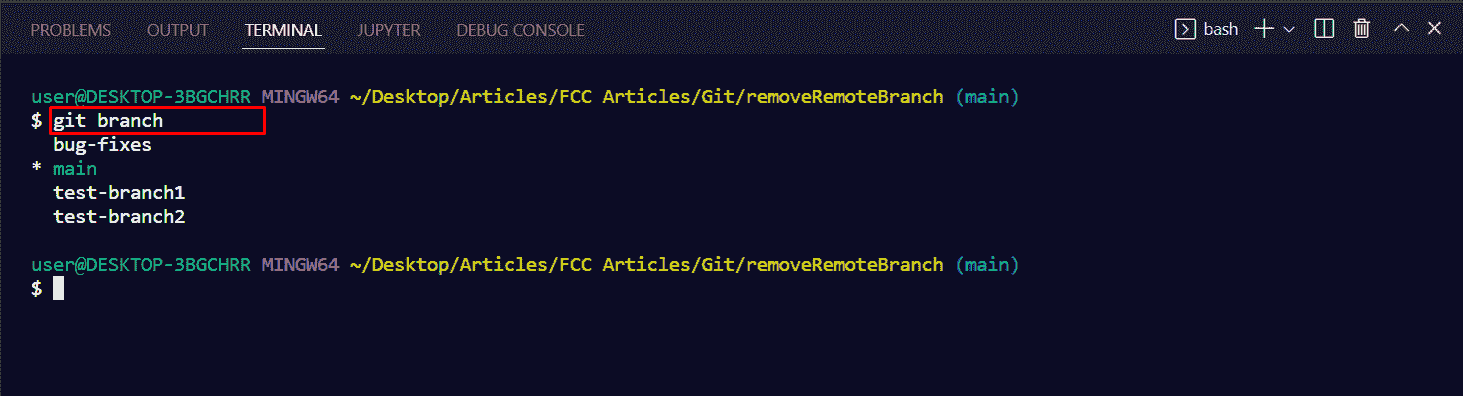 PROBLEMS OUTPUT TERMINAL JUPYTER DEBUG CONSOLE bash
user@DESKTOP-3BGCHRR MINGW64 ~/Desktop/Articles/FCC Articles/Git/removeRemoteBranch (main)
$ git branch
  bug-fixes
* main
  test-branch1
  test-branch2
user@DESKTOP-3BGCHRR MINGW64 ~/Desktop/Articles/FCC Articles/Git/removeRemoteBranch (main)
$